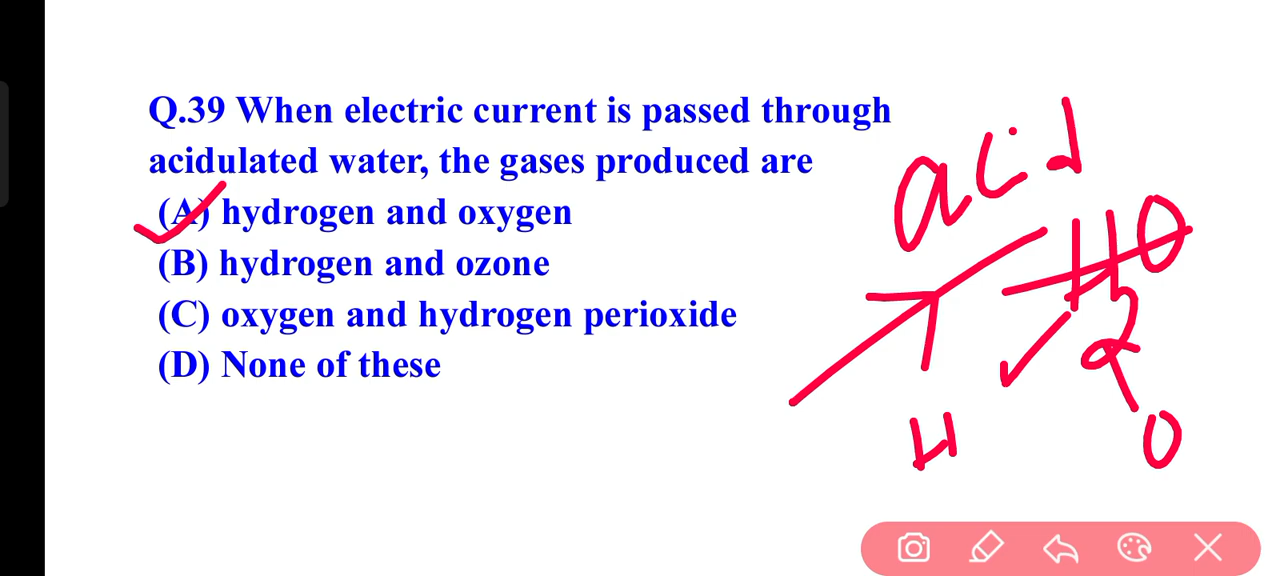 Q.39 When electric current is passed through
acidulated water, the gases produced are
(A) hydrogen and oxygen
(B) hydrogen and ozone
(C) oxygen and hydrogen perioxide
(D) None of these
acid
H2O
H
O